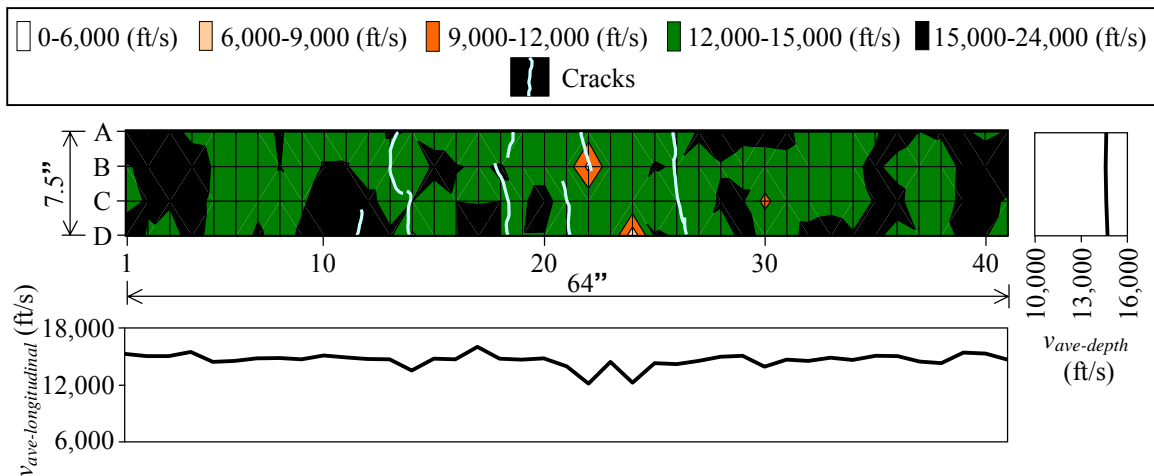 0-6,000 (ft/s) 6,000-9,000 (ft/s) 9,000-12,000 (ft/s) 12,000-15,000 (ft/s) 15,000-24,000 (ft/s)
Cracks
7.5”
A
B
C
D
1 10 20 30 40
64”
10,000 13,000 16,000
v_ave-depth
(ft/s)
v_ave-longitudinal (ft/s)
18,000
12,000
6,000